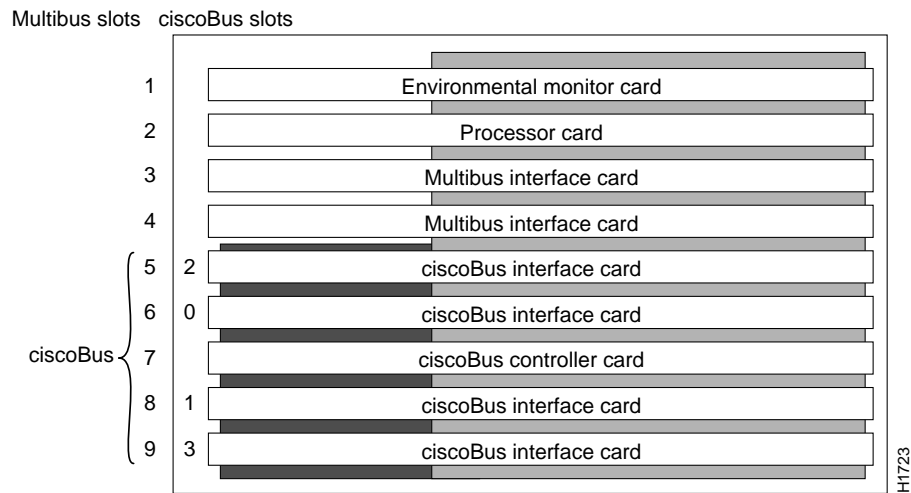 Multibus slots ciscoBus slots
1 Environmental monitor card
2 Processor card
3 Multibus interface card
4 Multibus interface card
5 2 ciscoBus interface card
6 0 ciscoBus interface card
ciscoBus 7 ciscoBus controller card
8 1 ciscoBus interface card
9 3 ciscoBus interface card
H1723